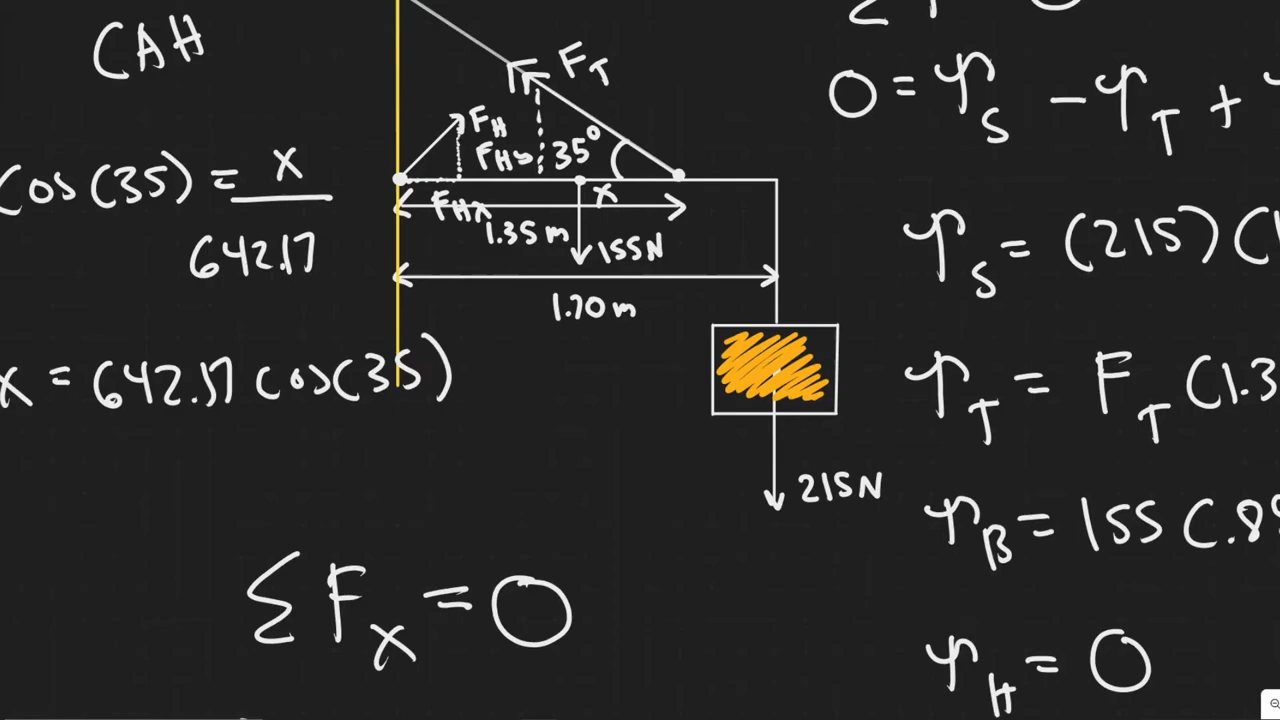 CAH
cos(35) = x
642.17
x = 642.17 cos(35)
ΣFx = 0
FT
FH
FHy
35°
FHx
x
1.35 m
155N
1.70 m
215N
0 = τS - τT +
τS = (215)(1
τT = FT (1.3
τB = 155(.8
τH = 0